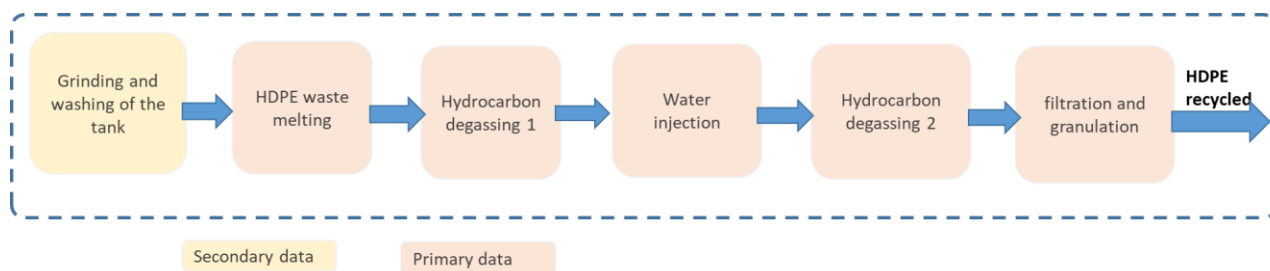 Grinding and
washing of the
tank
HDPE waste
melting
Hydrocarbon
degassing 1
Water
injection
Hydrocarbon
degassing 2
filtration and
granulation
HDPE
recycled
Secondary data
Primary data